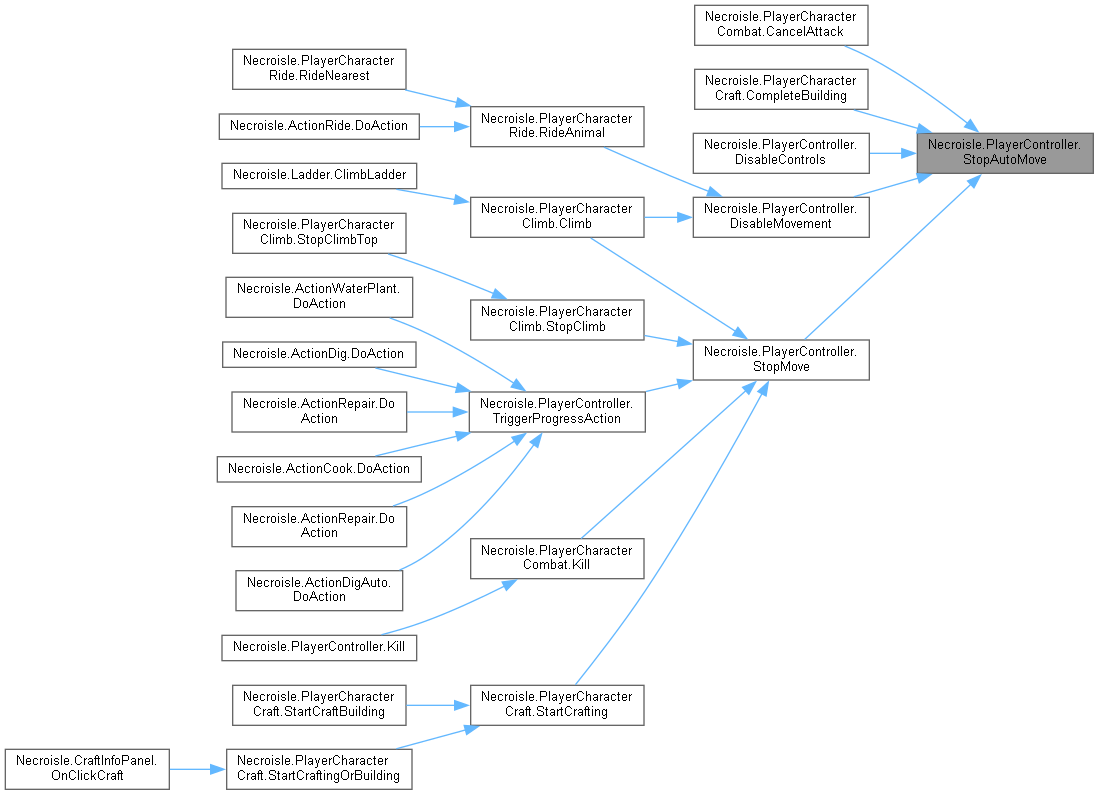 Necroisle.PlayerCharacter
Combat.CancelAttack
Necroisle.PlayerCharacter
Ride.RideNearest
Necroisle.PlayerCharacter
Craft.CompleteBuilding
Necroisle.PlayerCharacter
Ride.RideAnimal
Necroisle.ActionRide.DoAction
Necroisle.PlayerController.
StopAutoMove
Necroisle.PlayerController.
DisableControls
Necroisle.Ladder.ClimbLadder
Necroisle.PlayerCharacter
Climb.Climb
Necroisle.PlayerController.
DisableMovement
Necroisle.PlayerCharacter
Climb.StopClimbTop
Necroisle.ActionWaterPlant.
DoAction
Necroisle.PlayerCharacter
Climb.StopClimb
Necroisle.ActionDig.DoAction
Necroisle.PlayerController.
StopMove
Necroisle.ActionRepair.Do
Action
Necroisle.PlayerController.
TriggerProgressAction
Necroisle.ActionCook.DoAction
Necroisle.ActionRepair.Do
Action
Necroisle.PlayerCharacter
Combat.Kill
Necroisle.ActionDigAuto.
DoAction
Necroisle.PlayerController.Kill
Necroisle.PlayerCharacter
Craft.StartCraftBuilding
Necroisle.PlayerCharacter
Craft.StartCrafting
Necroisle.CraftInfoPanel.
OnClickCraft
Necroisle.PlayerCharacter
Craft.StartCraftingOrBuilding